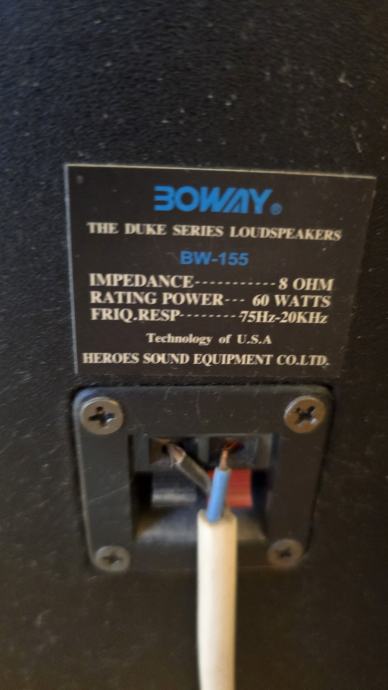 BOWAY®
THE DUKE SERIES LOUDSPEAKERS
BW-155
IMPEDANCE-----------8 OHM
RATING POWER--- 60 WATTS
FRIQ.RESP--------75Hz-20KHz
Technology of U.S.A
HEROES SOUND EQUIPMENT CO.LTD.